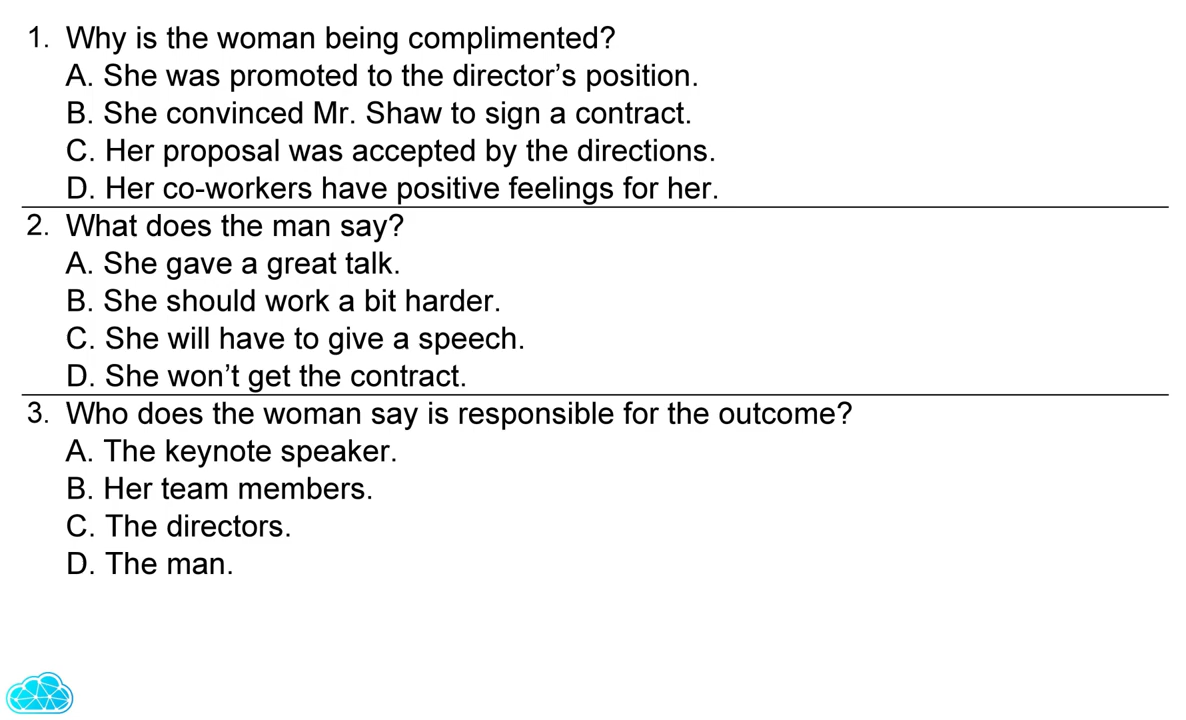 1. Why is the woman being complimented?
A. She was promoted to the director’s position.
B. She convinced Mr. Shaw to sign a contract.
C. Her proposal was accepted by the directions.
D. Her co-workers have positive feelings for her.
2. What does the man say?
A. She gave a great talk.
B. She should work a bit harder.
C. She will have to give a speech.
D. She won’t get the contract.
3. Who does the woman say is responsible for the outcome?
A. The keynote speaker.
B. Her team members.
C. The directors.
D. The man.